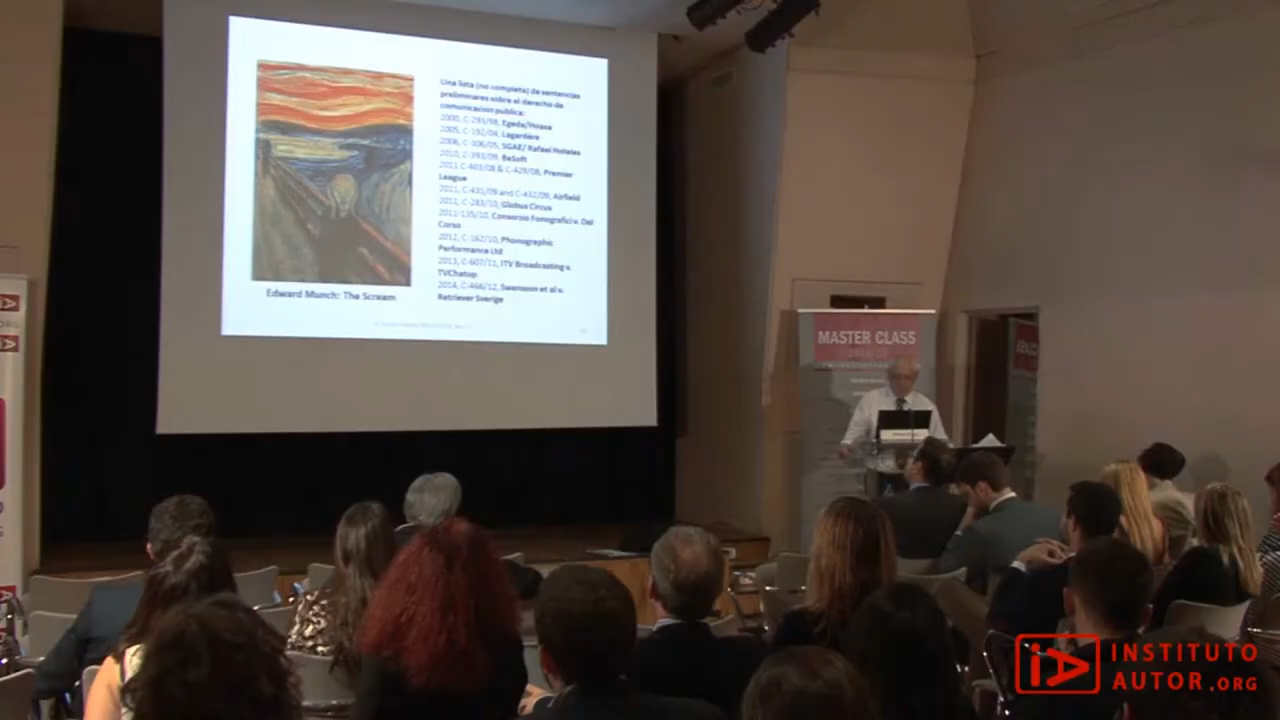 Una lista (no completa) de sentencias
preliminares sobre el derecho de
comunicacion publica:
2000, C-293/98, Egeda/Hoasa
2005, C-192/04, Lagardère
2006, C-306/05, SGAE/ Rafael Hoteles
2010, C-393/09, BeSoft
2011 C-403/08 & C-429/08, Premier
League
2011, C-431/09 and C-432/09, Airfield
2011, C-283/10, Globus Circus
2011-135/10, Consorzio Fonografici v. Del
Corso
2012, C-162/10, Phonographic
Performance Ltd
2013, C-607/11, ITV Broadcasting v.
TVChatup
2014, C-466/12, Swensson et al v.
Retriever Sverige
Edward Munch: The Scream
MASTER CLASS
INSTITUTO
AUTOR.ORG